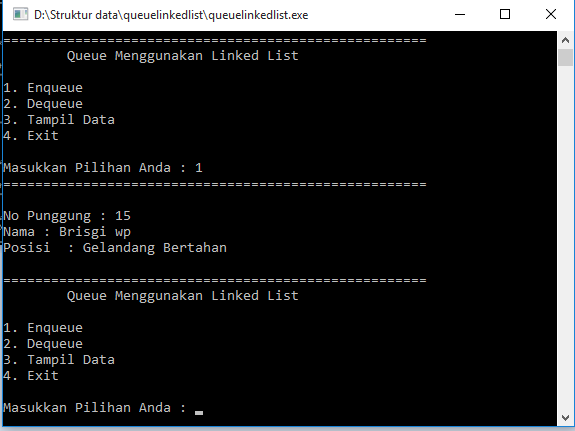 D:\Struktur data\queuelinkedlist\queuelinkedlist.exe
=====================================================
Queue Menggunakan Linked List
1. Enqueue
2. Dequeue
3. Tampil Data
4. Exit
Masukkan Pilihan Anda : 1
=====================================================
No Punggung : 15
Nama : Brisgi wp
Posisi  : Gelandang Bertahan
=====================================================
Queue Menggunakan Linked List
1. Enqueue
2. Dequeue
3. Tampil Data
4. Exit
Masukkan Pilihan Anda :